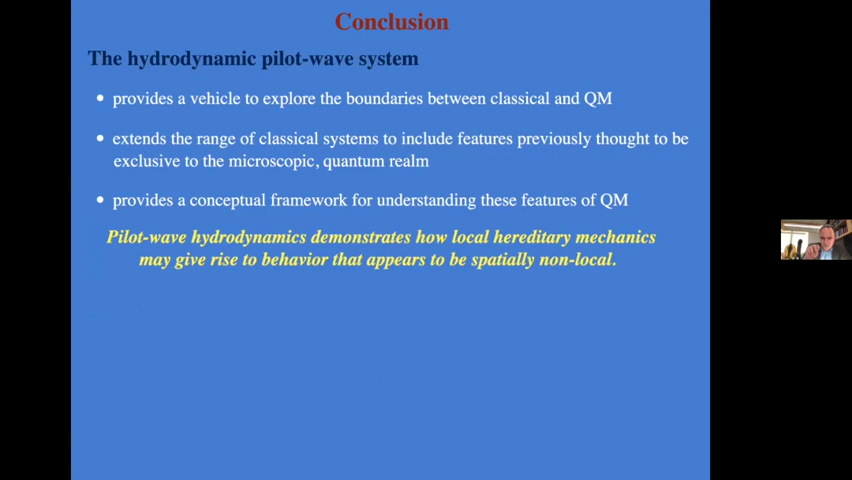 Conclusion
The hydrodynamic pilot-wave system
• provides a vehicle to explore the boundaries between classical and QM
• extends the range of classical systems to include features previously thought to be
exclusive to the microscopic, quantum realm
• provides a conceptual framework for understanding these features of QM
Pilot-wave hydrodynamics demonstrates how local hereditary mechanics
may give rise to behavior that appears to be spatially non-local.